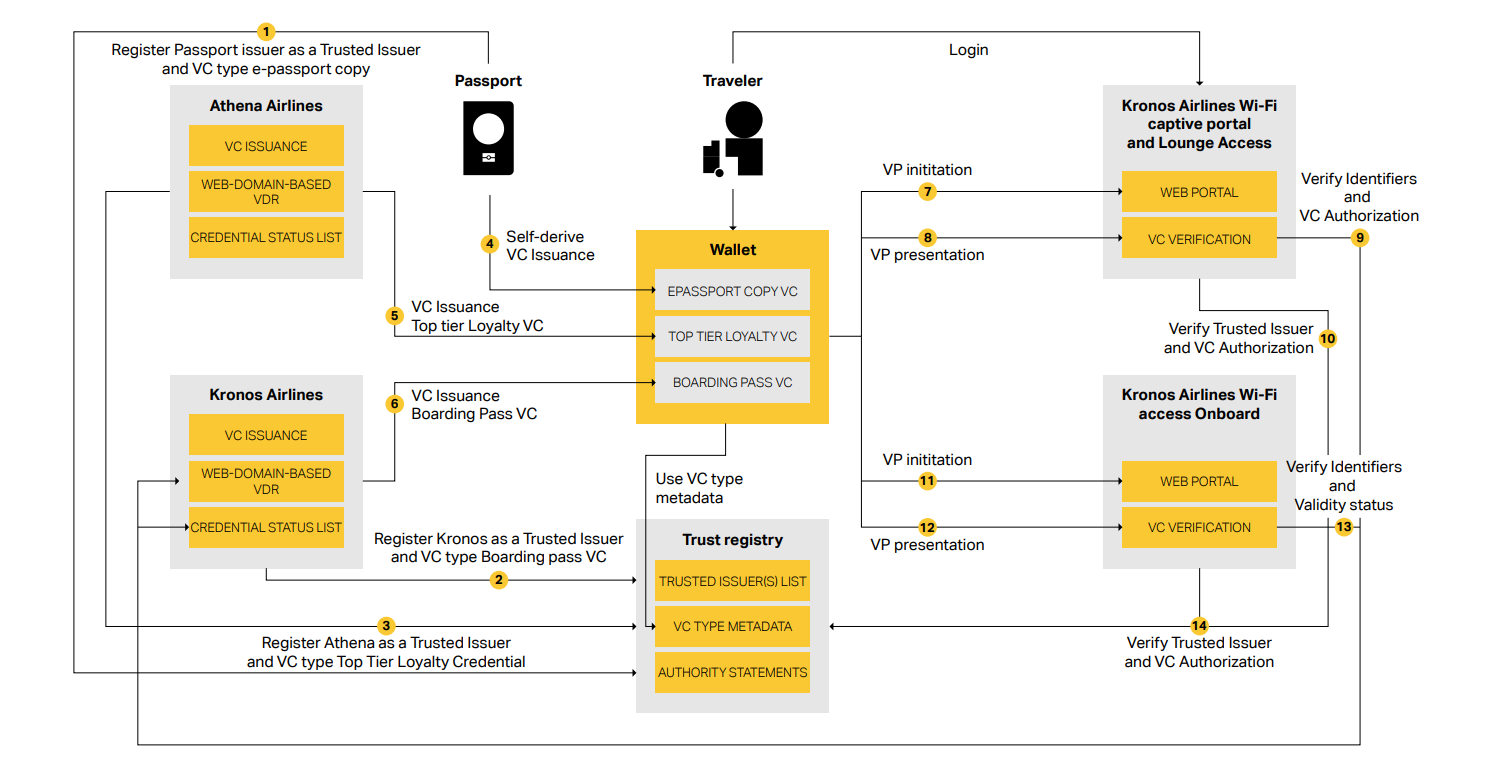 1
Register Passport issuer as a Trusted Issuer
and VC type e-passport copy
Passport
Traveler
Login
Athena Airlines
VC ISSUANCE
WEB-DOMAIN-BASED
VDR
CREDENTIAL STATUS LIST
Kronos Airlines Wi-Fi
captive portal
and Lounge Access
WEB PORTAL
VC VERIFICATION
VP inititation
7
8
VP presentation
Verify Identifiers
and
VC Authorization
9
4
Self-derive
VC Issuance
Wallet
EPASSPORT COPY VC
TOP TIER LOYALTY VC
BOARDING PASS VC
5
VC Issuance
Top tier Loyalty VC
Verify Trusted Issuer
and VC Authorization
10
Kronos Airlines
VC ISSUANCE
WEB-DOMAIN-BASED
VDR
CREDENTIAL STATUS LIST
6
VC Issuance
Boarding Pass VC
Kronos Airlines Wi-Fi
access Onboard
WEB PORTAL
VC VERIFICATION
VP inititation
11
12
VP presentation
Verify Identifiers
and
Validity status
13
Use VC type
metadata
Register Kronos as a Trusted Issuer
and VC type Boarding pass VC
2
Trust registry
TRUSTED ISSUER(S) LIST
VC TYPE METADATA
AUTHORITY STATEMENTS
3
Register Athena as a Trusted Issuer
and VC type Top Tier Loyalty Credential
14
Verify Trusted Issuer
and VC Authorization